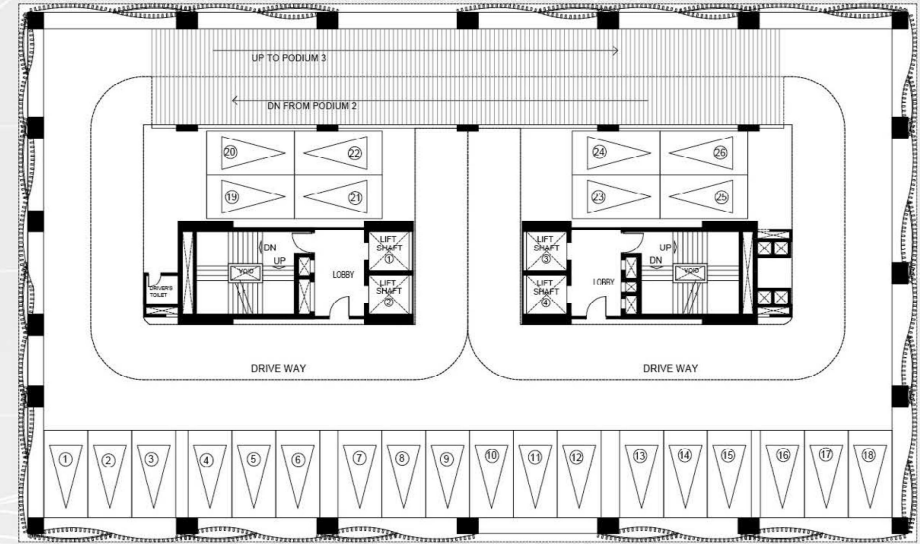 UP TO PODIUM 3
DN FROM PODIUM 2
20
22
24
26
19
21
23
25
DN
UP
VOID
LOBBY
LIFT
SHAFT
1
LIFT
SHAFT
2
DRIVER'S
TOILET
LIFT
SHAFT
3
LIFT
SHAFT
4
LOBBY
UP
DN
VOID
DRIVE WAY
DRIVE WAY
1
2
3
4
5
6
7
8
9
10
11
12
13
14
15
16
17
18